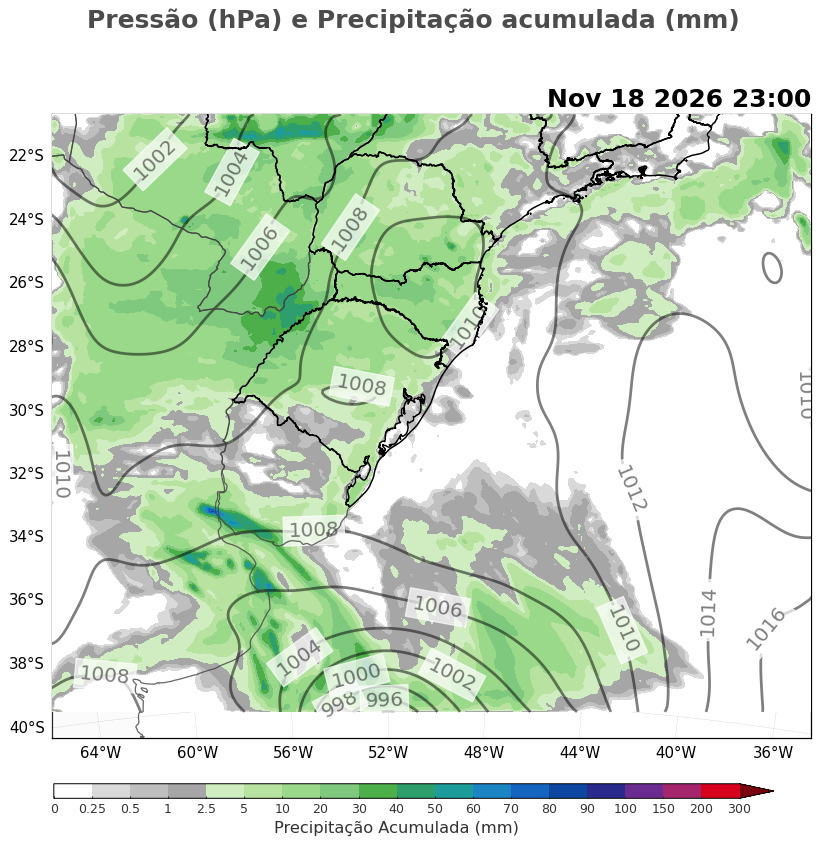 Pressão (hPa) e Precipitação acumulada (mm)
Nov 18 2026 23:00
22°S
24°S
26°S
28°S
30°S
32°S
34°S
36°S
38°S
40°S
1002
1004
1006
1008
1010
1008
1010
1010
1012
1008
1006
1014
1016
1010
1004
1002
1000
998
996
1008
64°W 60°W 56°W 52°W 48°W 44°W 40°W 36°W
0 0.25 0.5 1 2.5 5 10 20 30 40 50 60 70 80 90 100 150 200 300
Precipitação Acumulada (mm)